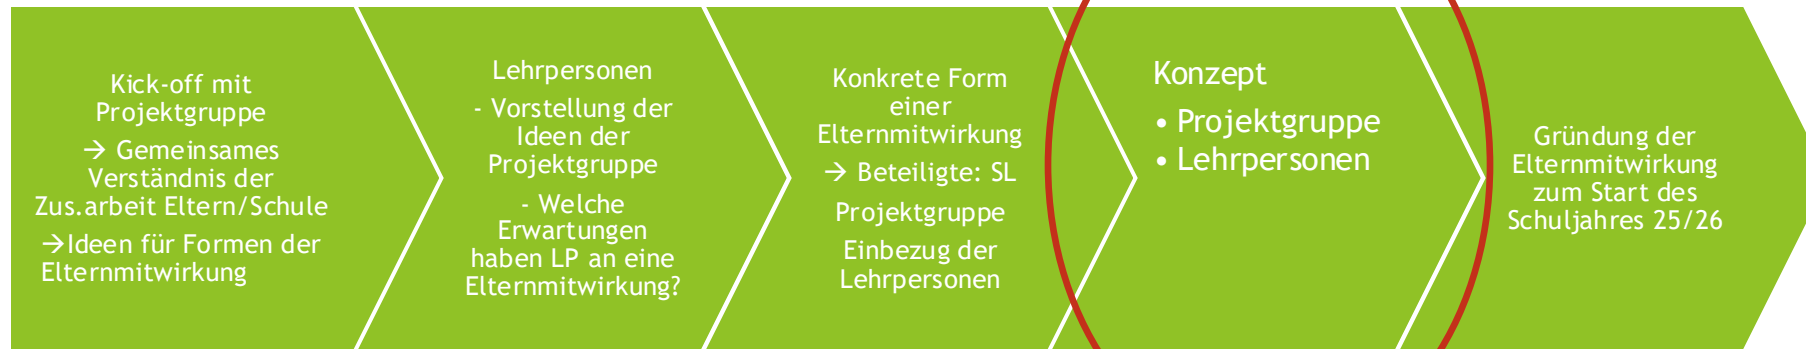 Kick-off mit
Projektgruppe
→ Gemeinsames
Verständnis der
Zus.arbeit Eltern/Schule
→Ideen für Formen der
Elternmitwirkung
Lehrpersonen
- Vorstellung der
Ideen der
Projektgruppe
- Welche
Erwartungen
haben LP an eine
Elternmitwirkung?
Konkrete Form
einer
Elternmitwirkung
→ Beteiligte: SL
Projektgruppe
Einbezug der
Lehrpersonen
Konzept
• Projektgruppe
• Lehrpersonen
Gründung der
Elternmitwirkung
zum Start des
Schuljahres 25/26